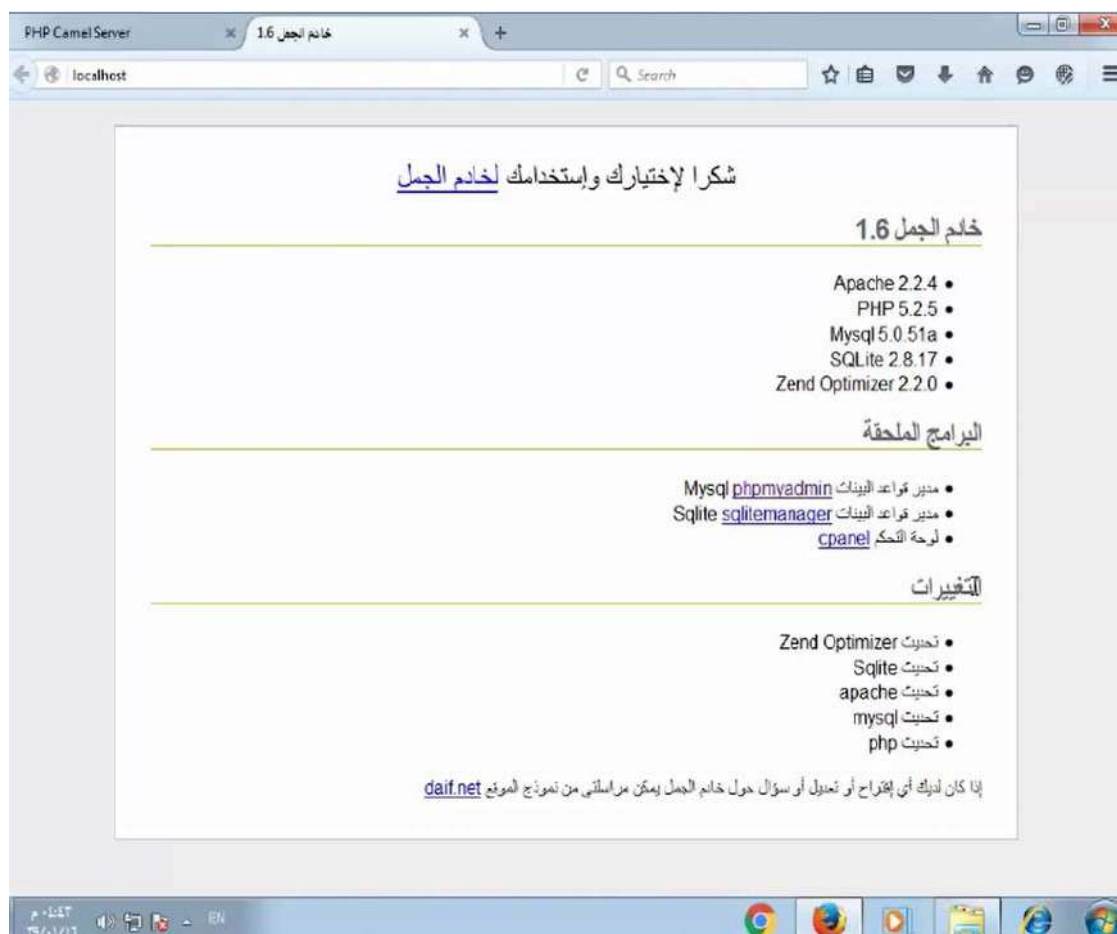 PHP Camel Server
خادم الجمل 1.6
localhost
Search
شكرا لإختيارك وإستخدامك لخادم الجمل
خادم الجمل 1.6
Apache 2.2.4
PHP 5.2.5
Mysql 5.0.51a
SQLite 2.8.17
Zend Optimizer 2.2.0
البرامج الملحقة
مدير قواعد البينات Mysql phpmyadmin
مدير قواعد البينات Sqlite sqlitemanager
لوحة التحكم cpanel
التغييرات
تحديث Zend Optimizer
تحديث Sqlite
تحديث apache
تحديث mysql
تحديث php
إذا كان لديك أي إقتراح أو تعديل أو سؤال حول خادم الجمل يمكن مراسلتي من نموذج الموقع daif.net
EN